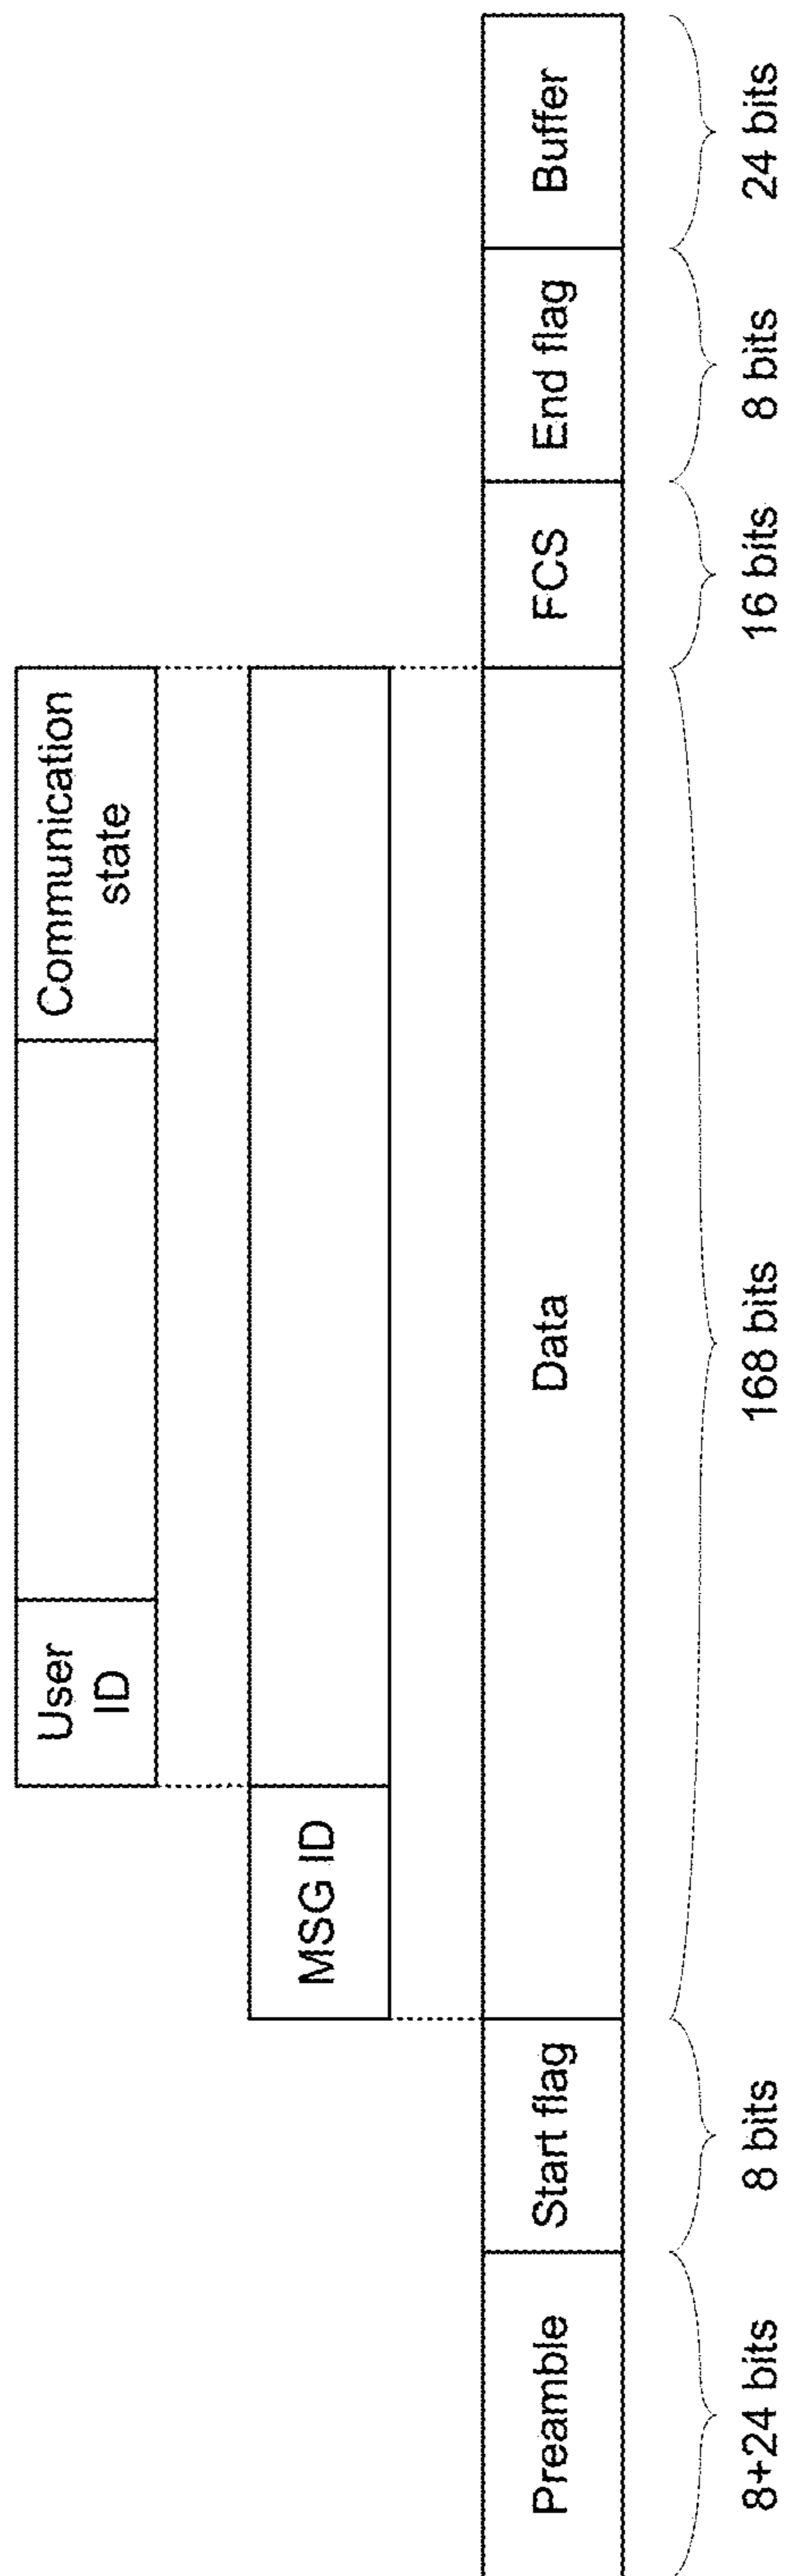 User
ID
Communication
state
MSG ID
Preamble
Start flag
Data
FCS
End flag
Buffer
8+24 bits
8 bits
168 bits
16 bits
8 bits
24 bits